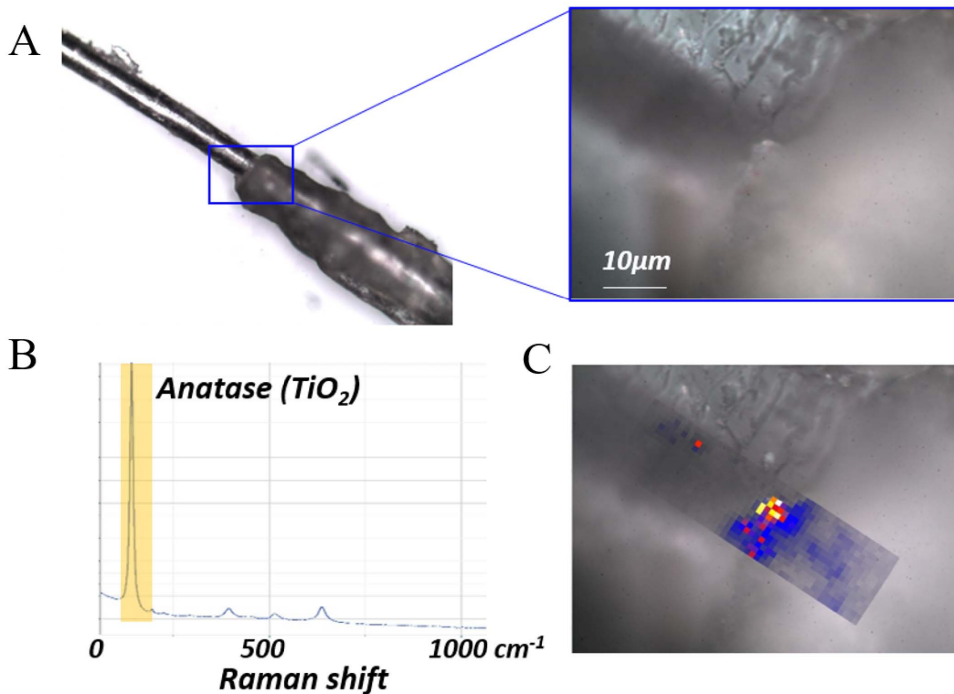 A
10μm
B
Anatase (TiO₂)
0 500 1000 cm⁻¹
Raman shift
C